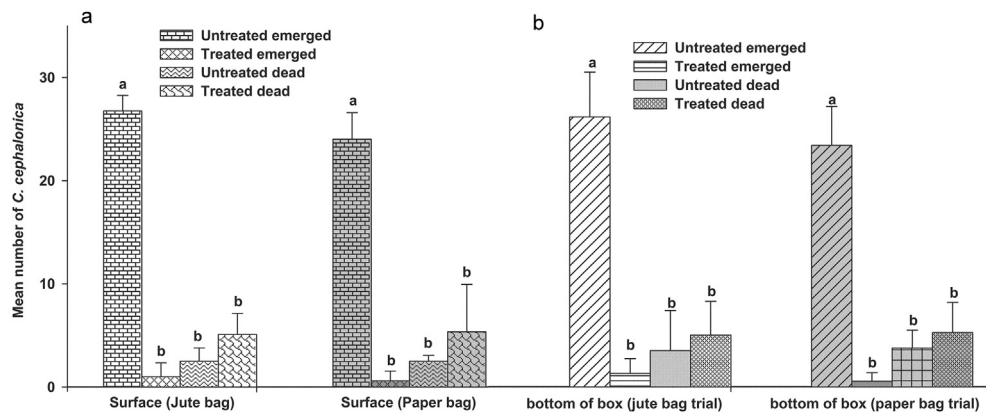 a
Untreated emerged
Treated emerged
Untreated dead
Treated dead
b
Untreated emerged
Treated emerged
Untreated dead
Treated dead
Mean number of C. cephalonica
30
20
10
0
a
b
b
b
a
b
b
b
a
b
b
b
a
b
b
b
Surface (Jute bag)
Surface (Paper bag)
bottom of box (jute bag trial)
bottom of box (paper bag trial)